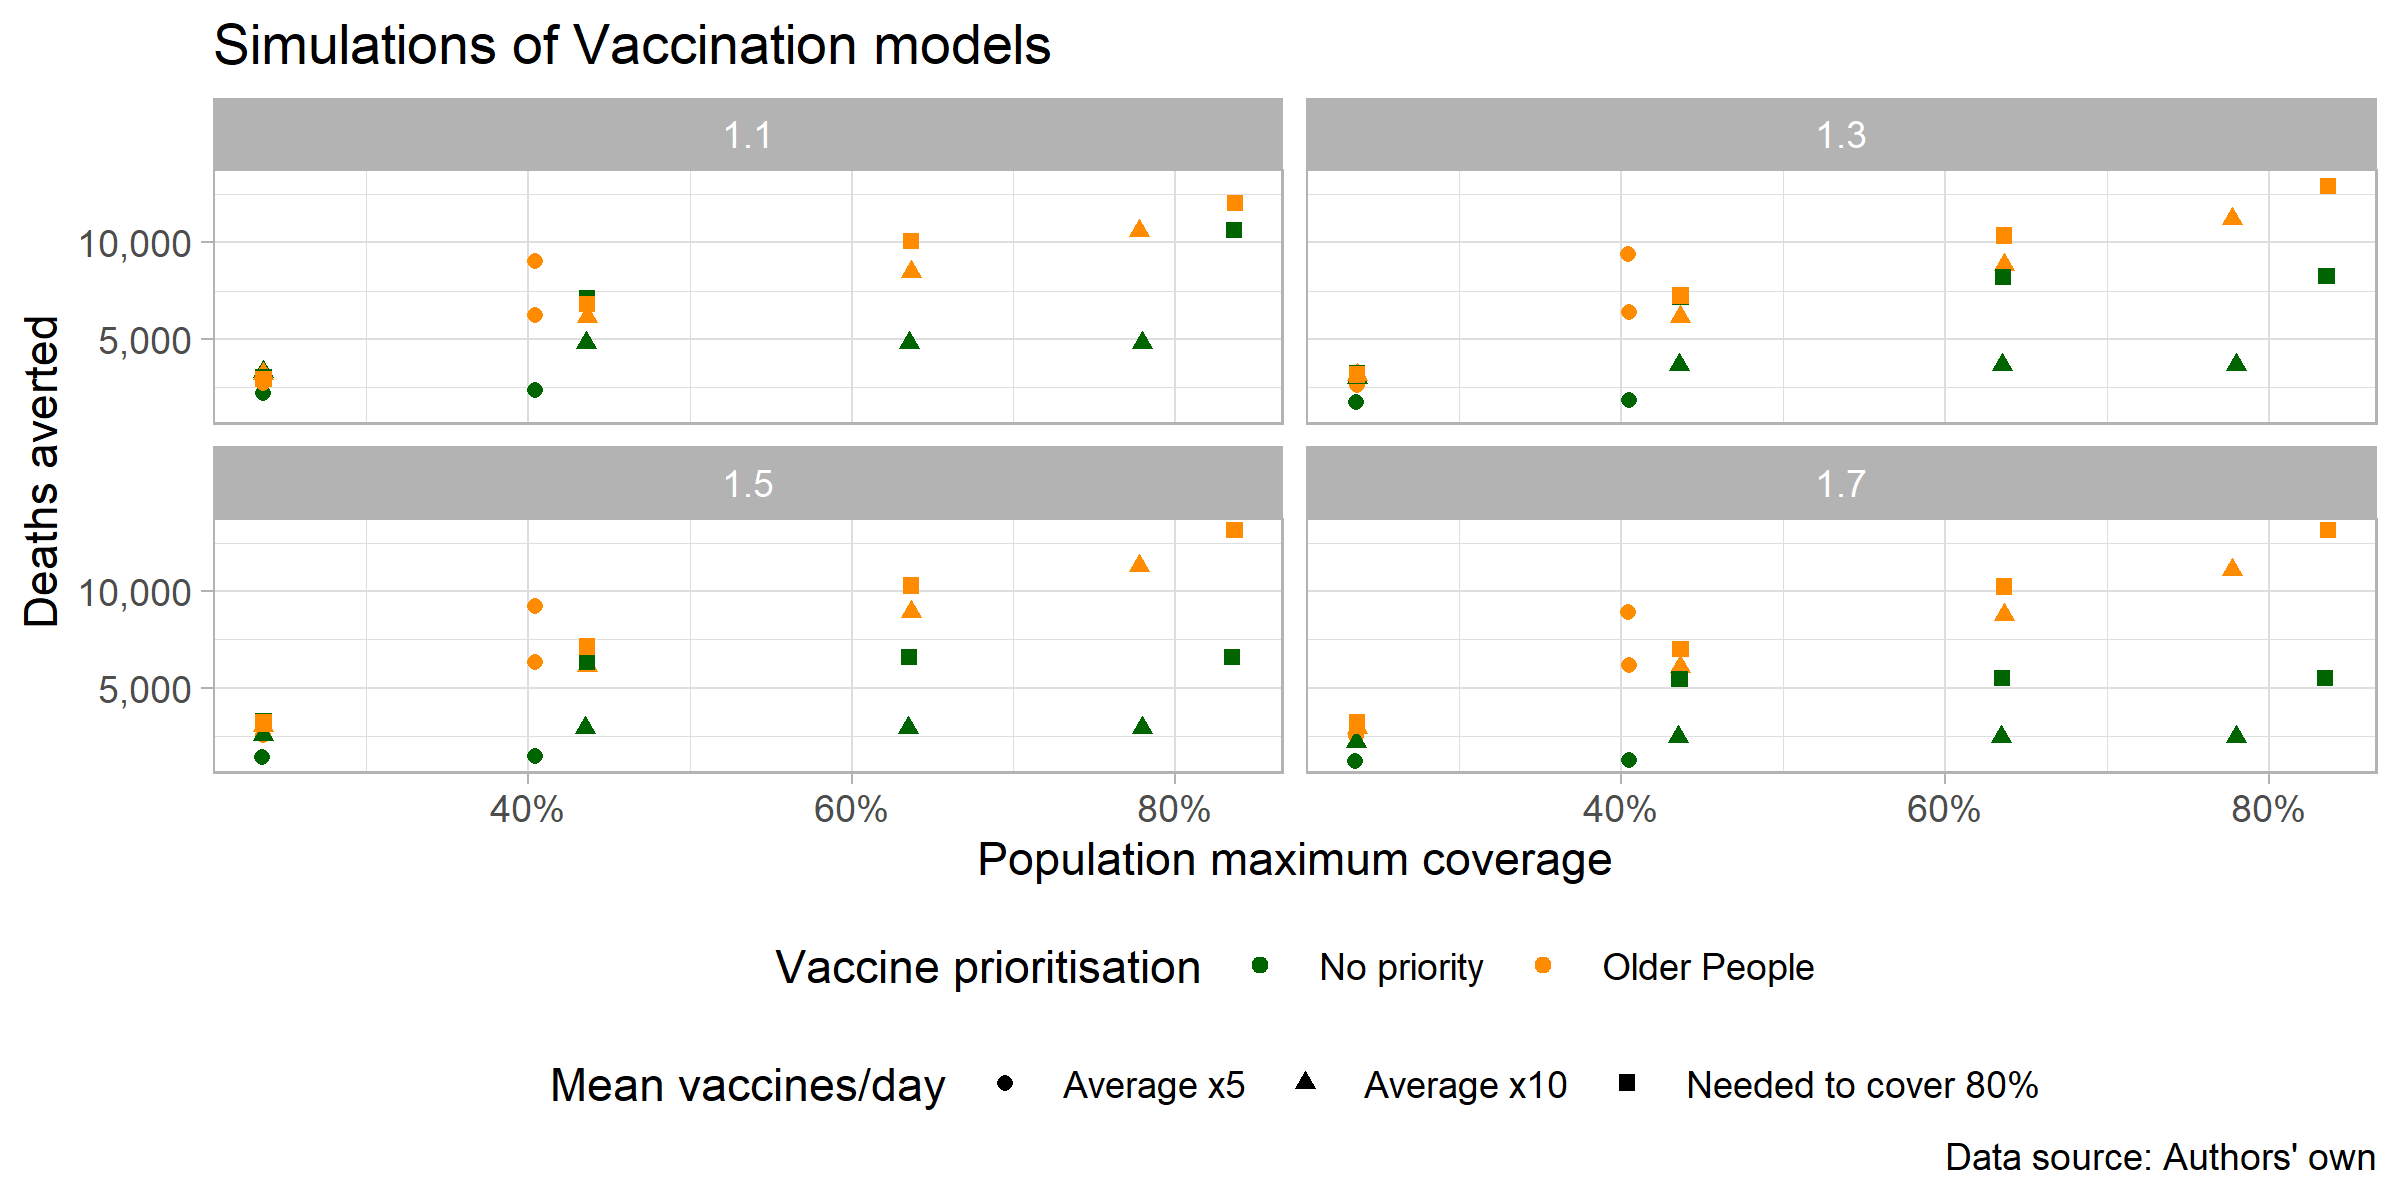 Simulations of Vaccination models
1.1
1.3
10,000
5,000
1.5
1.7
10,000
5,000
Deaths averted
40%
60%
80%
40%
60%
80%
Population maximum coverage
Vaccine prioritisation No priority Older People
Mean vaccines/day Average x5 Average x10 Needed to cover 80%
Data source: Authors' own